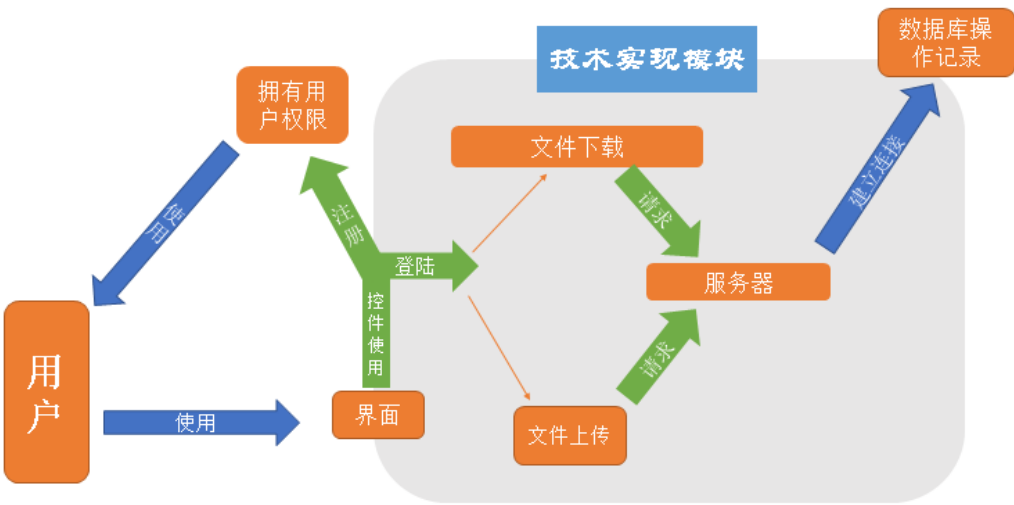 技术实现模块
数据库操
作记录
拥有用
户权限
文件下载
使用
注册
登陆
请求
建立连接
服务器
控件使用
请求
用户
使用
界面
文件上传